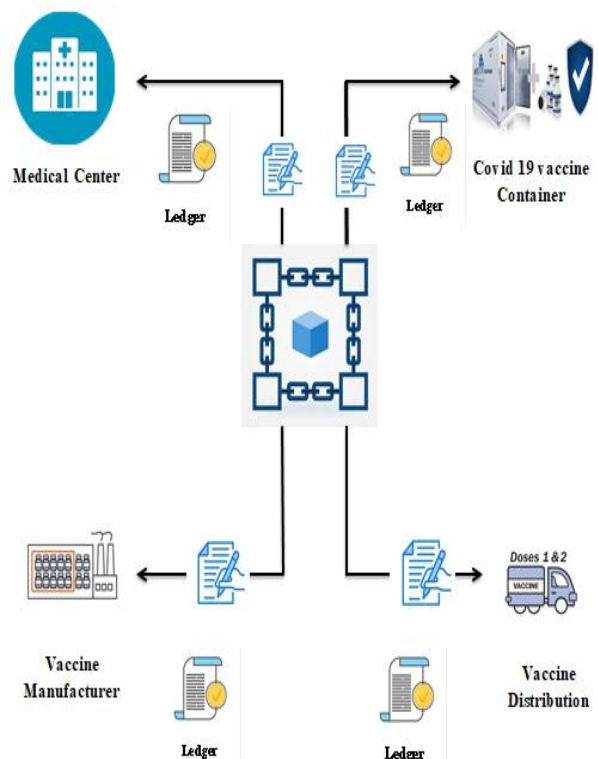 Medical Center
Ledger
Ledger
Covid 19 vaccine
Container
Doses 1 & 2
VACCINE
Vaccine
Manufacturer
Vaccine
Distribution
Ledger
Ledger